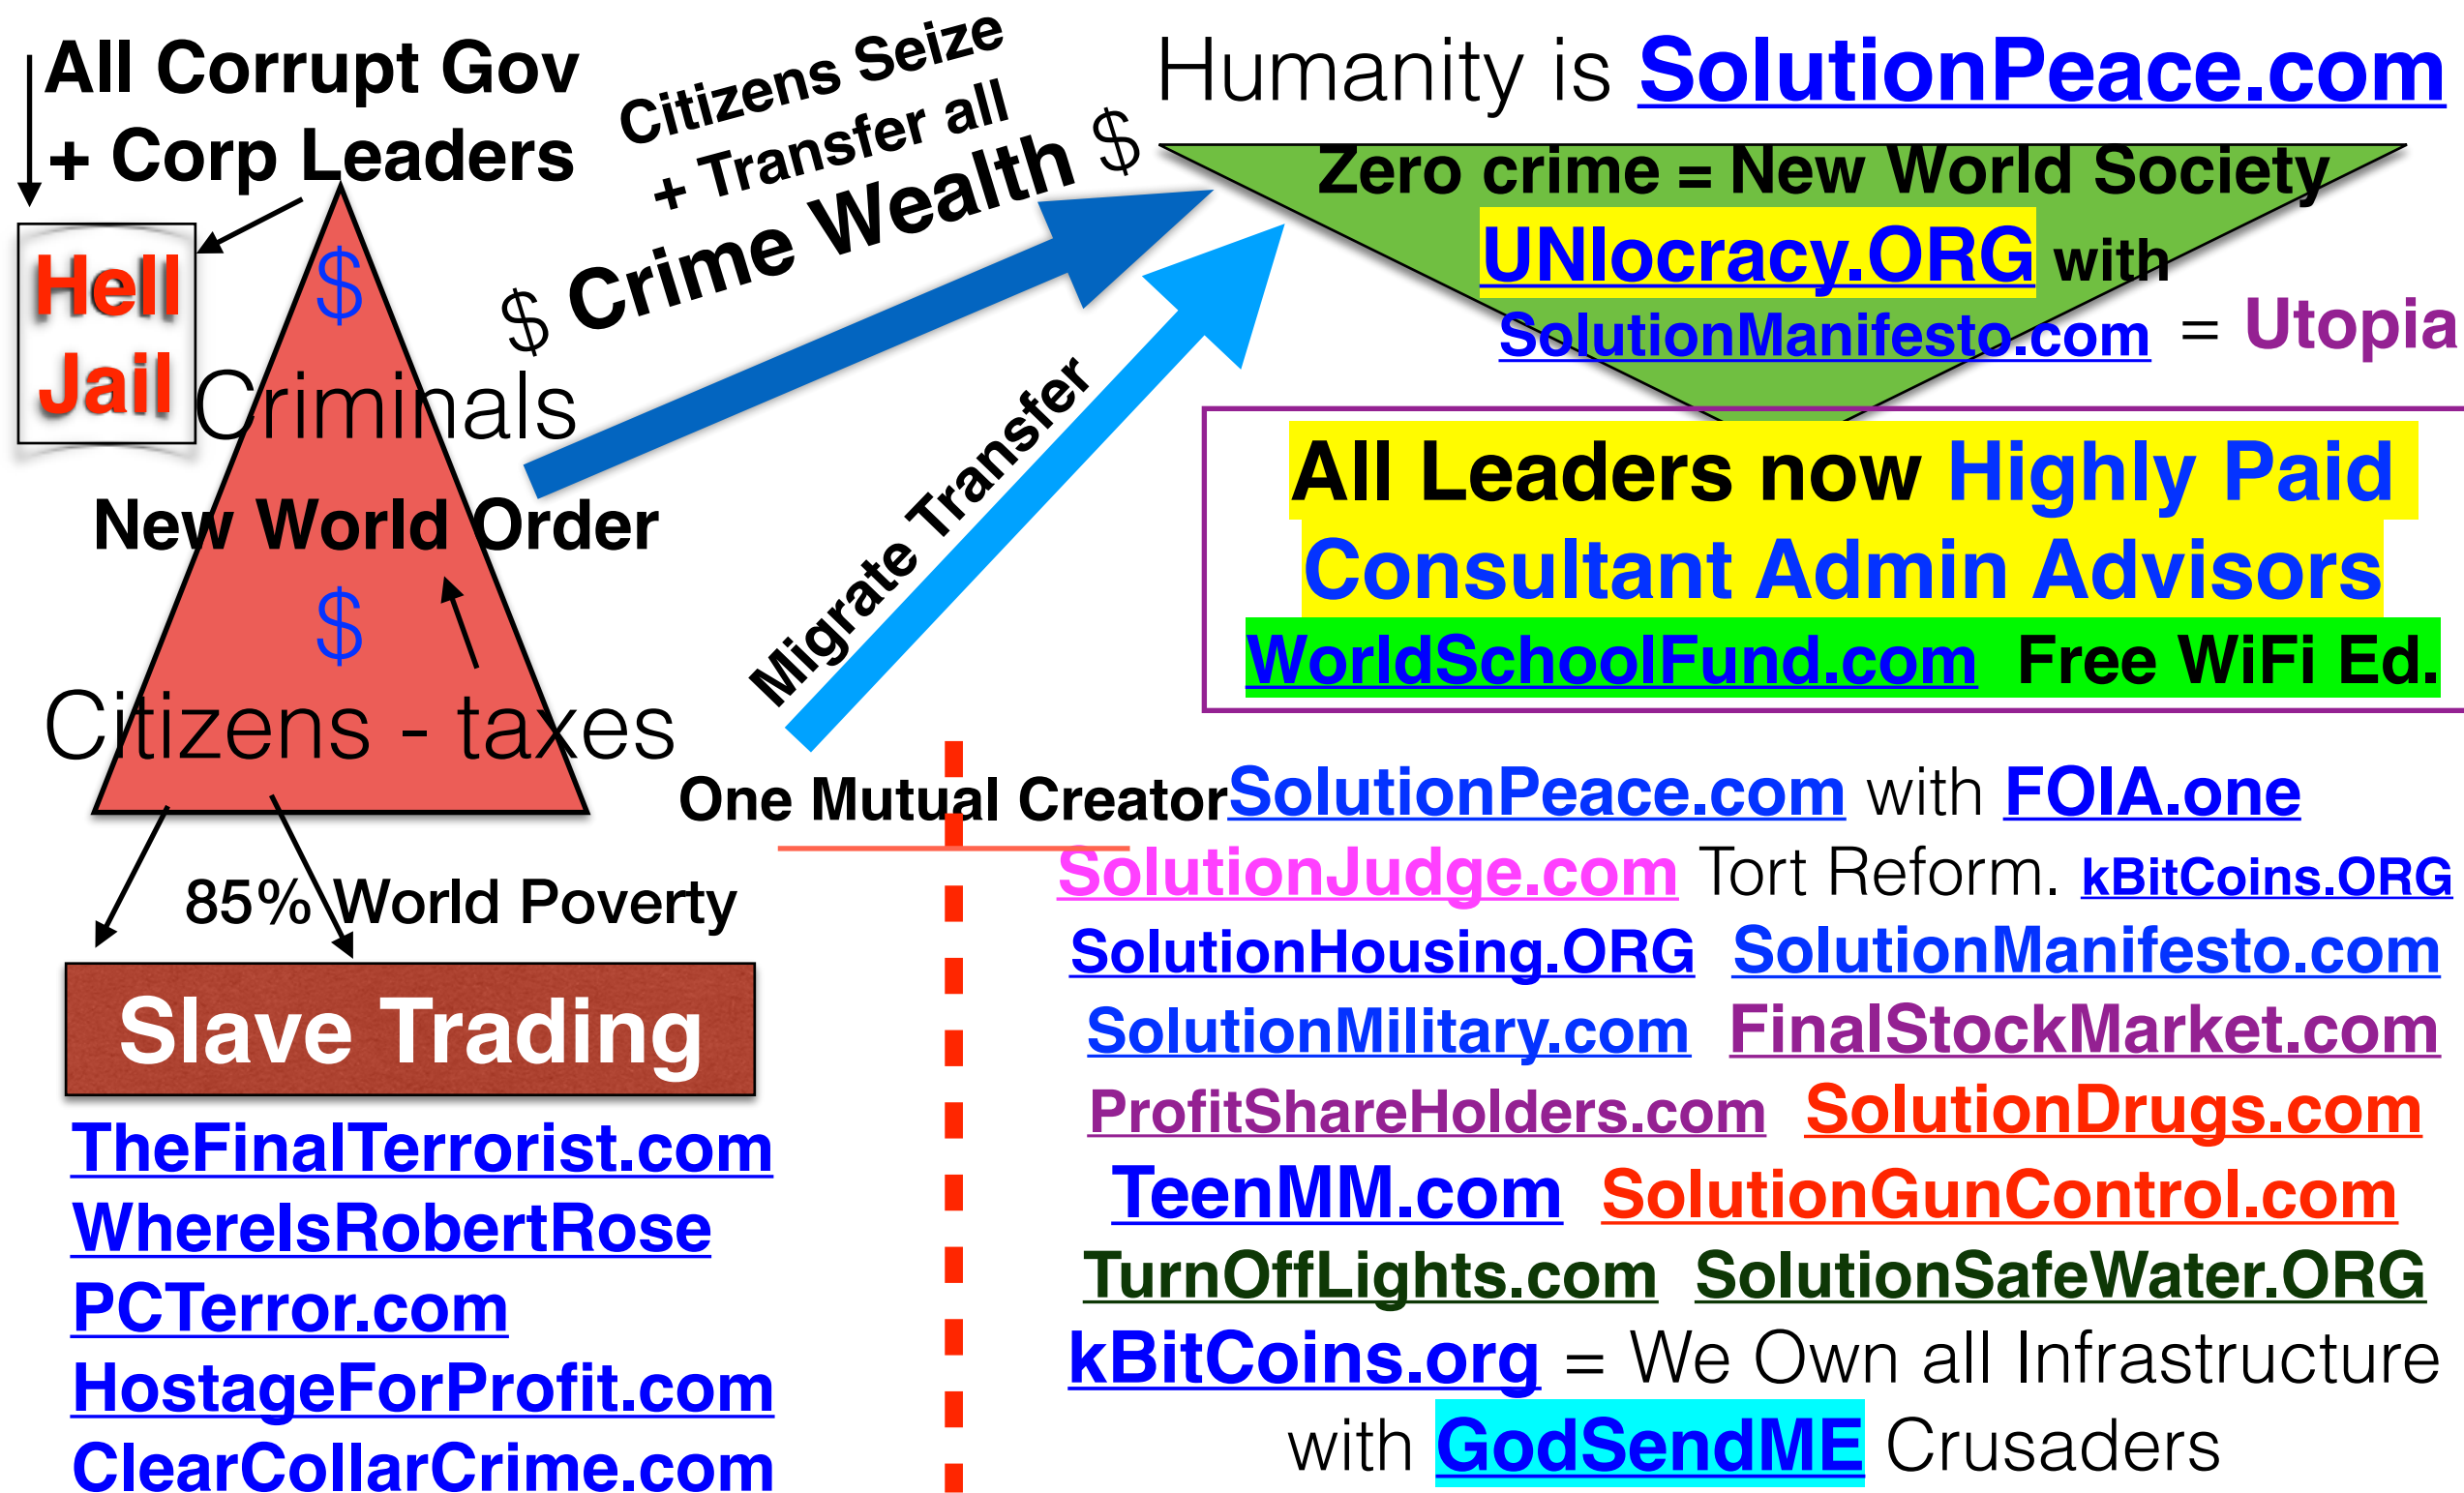 All Corrupt Gov
+ Corp Leaders
Hell
Jail
$
Criminals
New World Order
$
Citizens - taxes
85% World Poverty
Slave Trading
TheFinalTerrorist.com
WhereIsRobertRose
PCTerror.com
HostageForProfit.com
ClearCollarCrime.com
Citizens Seize
+ Transfer all
$ Crime Wealth $
Migrate Transfer
Humanity is SolutionPeace.com
Zero crime = New World Society
UNIocracy.ORG with
SolutionManifesto.com = Utopia
All Leaders now Highly Paid
Consultant Admin Advisors
WorldSchoolFund.com Free WiFi Ed.
One Mutual Creator SolutionPeace.com with FOIA.one
SolutionJudge.com Tort Reform. kBitCoins.ORG
SolutionHousing.ORG SolutionManifesto.com
SolutionMilitary.com FinalStockMarket.com
ProfitShareHolders.com SolutionDrugs.com
TeenMM.com SolutionGunControl.com
TurnOffLights.com SolutionSafeWater.ORG
kBitCoins.org = We Own all Infrastructure
with GodSendME Crusaders